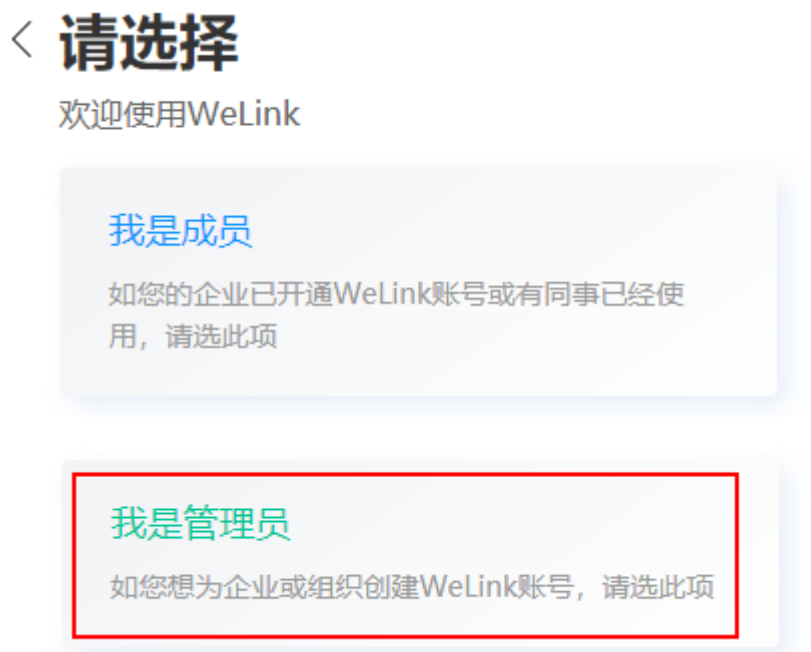 请选择
欢迎使用WeLink
我是成员
如您的企业已开通WeLink账号或有同事已经使
用，请选此项
我是管理员
如您想为企业或组织创建WeLink账号，请选此项